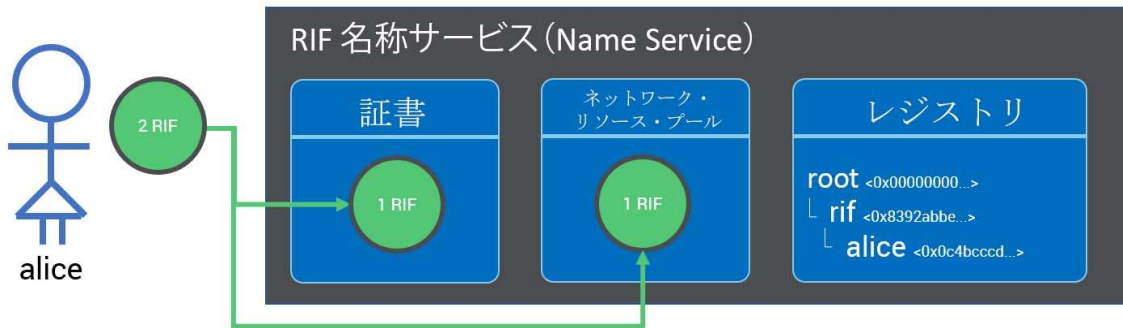 RIF 名称サービス（Name Service）
2 RIF
alice
証書
1 RIF
ネットワーク・
リソース・プール
1 RIF
レジストリ
root <0x00000000...>
rif <0x8392abbe...>
alice <0x0c4bcccd...>